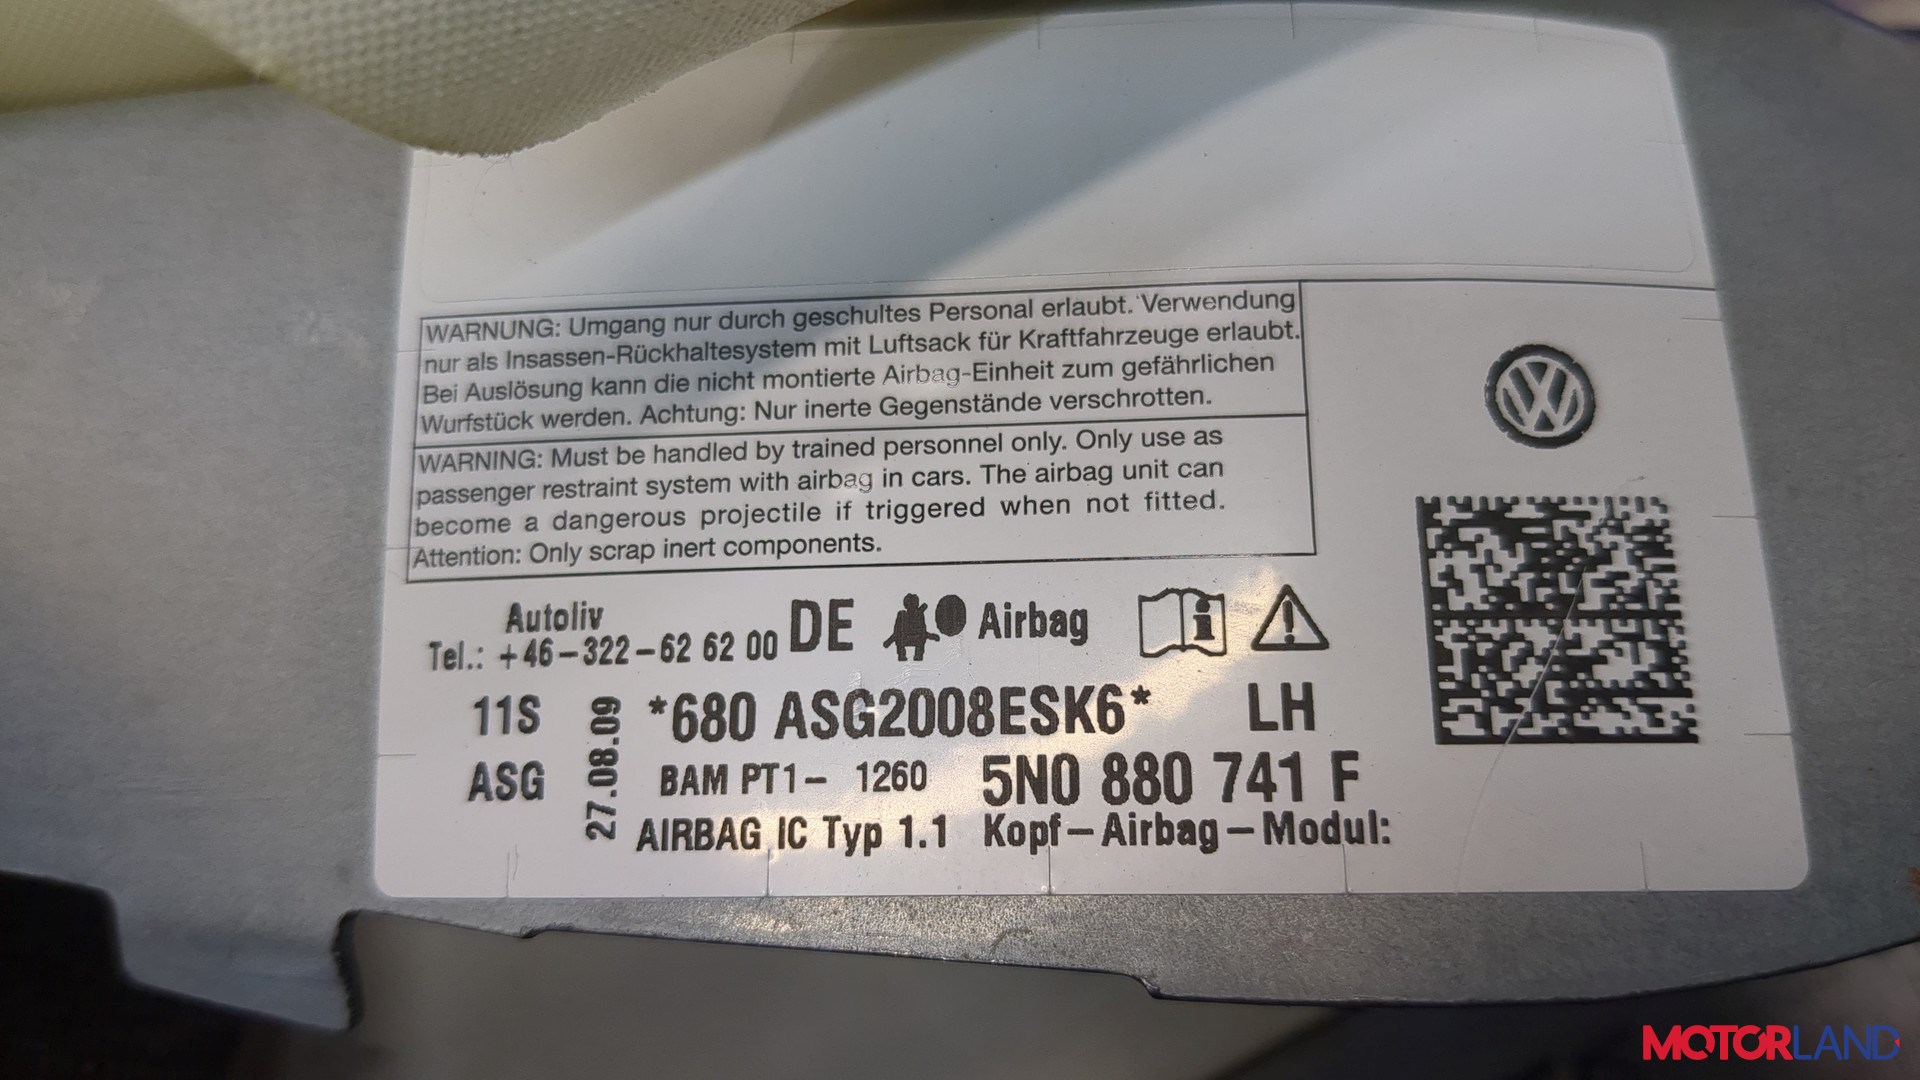 WARNUNG: Umgang nur durch geschultes Personal erlaubt. Verwendung
nur als Insassen-Rückhaltesystem mit Luftsack für Kraftfahrzeuge erlaubt.
Bei Auslösung kann die nicht montierte Airbag-Einheit zum gefährlichen
Wurfstück werden. Achtung: Nur inerte Gegenstände verschrotten.
WARNING: Must be handled by trained personnel only. Only use as
passenger restraint system with airbag in cars. The airbag unit can
become a dangerous projectile if triggered when not fitted.
Attention: Only scrap inert components.
Autoliv
Tel.: +46-322-62 62 00 DE Airbag
11S *680 ASG2008ESK6* LH
ASG 27.08.09 BAM PT1- 1260 5N0 880 741 F
AIRBAG IC Typ 1.1 Kopf-Airbag-Modul:
MOTORLAND